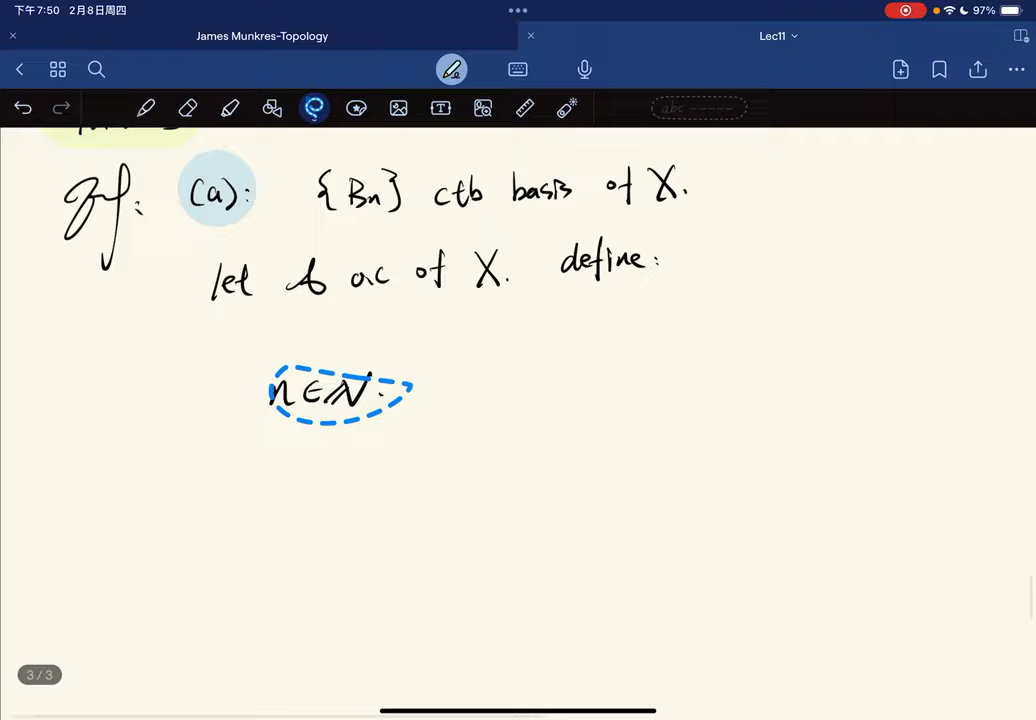 下午7:50 2月8日周四
97%
James Munkres-Topology
Lec11
abc
pf: (a): {Bn} ctb basis of X.
let A oc of X. define:
n∈ℕ.
3 / 3